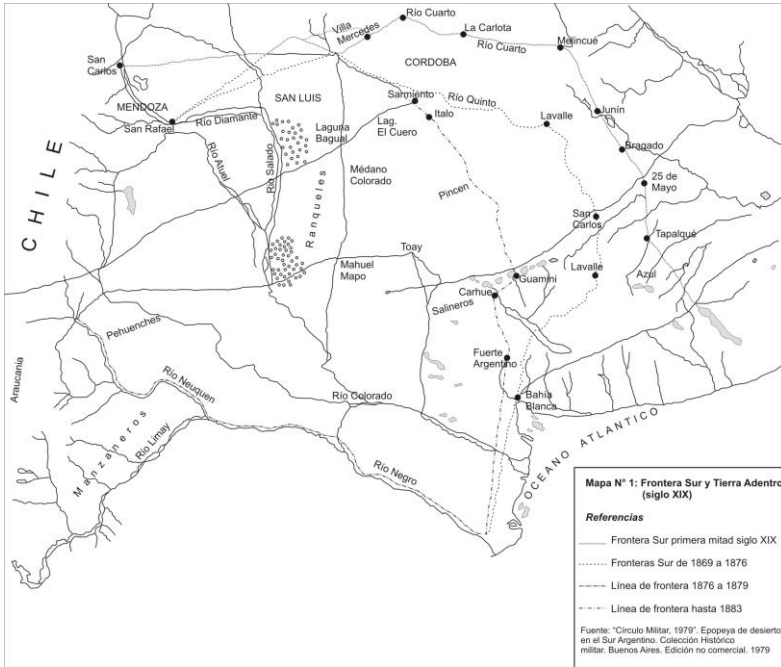 Villa
Mercedes
Río Cuarto
La Carlota
Río Cuarto
Melincué
San
Carlos
CORDOBA
MENDOZA
San Rafael
Río Diamante
SAN LUIS
Sarmiento
Italo
Río Quinto
Lavalle
Junín
Bragado
Laguna
Bagual
Lag.
El Cuero
Río Atuel
Río Salado
Ranqueles
Médano
Colorado
Pincen
25 de
Mayo
San
Carlos
CHILE
Tapalqué
Toay
Mahuel
Mapo
Guamini
Lavalle
Azul
Carhue
Salineros
Pehuenches
Fuerte
Argentino
Araucanía
Río Neuquen
Río Colorado
Bahía
Blanca
Manzaneros
Río Limay
Río Negro
OCEANO ATLANTICO
Mapa N° 1: Frontera Sur y Tierra Adentro
(siglo XIX)
Referencias
Frontera Sur primera mitad siglo XIX
Fronteras Sur de 1869 a 1876
Línea de frontera 1876 a 1879
Línea de frontera hasta 1883
Fuente: "Círculo Militar, 1979". Epopeya de desierto
en el Sur Argentino. Colección Histórico
militar. Buenos Aires. Edición no comercial. 1979